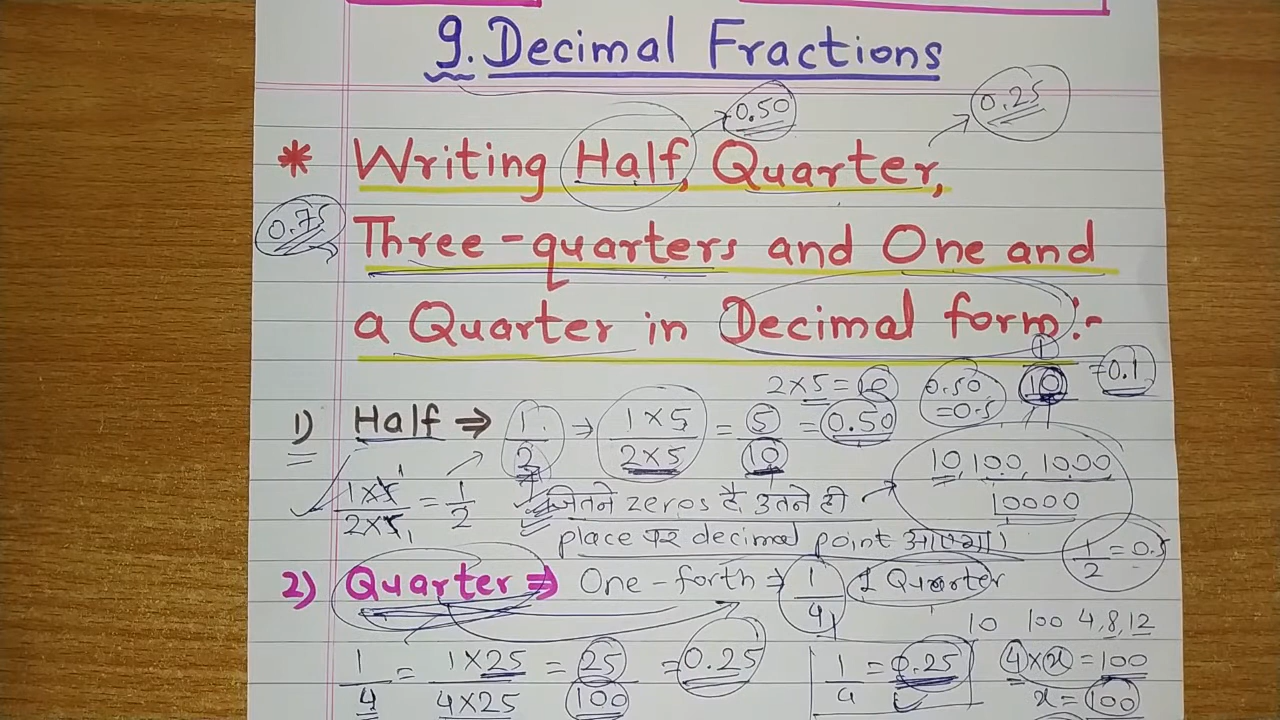 9. Decimal Fractions
0.50
0.25
* Writing Half, Quarter,
0.75
Three-quarters and One and
a Quarter in Decimal form:-
2×5=10
0.50
=0.5
1/10 =0.1
1) Half ⇒ 1/2 ⇒ 1×5/2×5 = 5/10 = 0.50
10,100,1000
10000
1×5/2×5 = 1/2
जितने zeros है उतने ही
place पर decimal point आएगा।
1/2 = 0.5
2) Quarter ⇒ One-forth ⇒ 1/4 1 Quarter
10 100 4,8,12
1/4 = 1×25/4×25 = 25/100 = 0.25
1/4 = 0.25
4×x = 100
x = 100